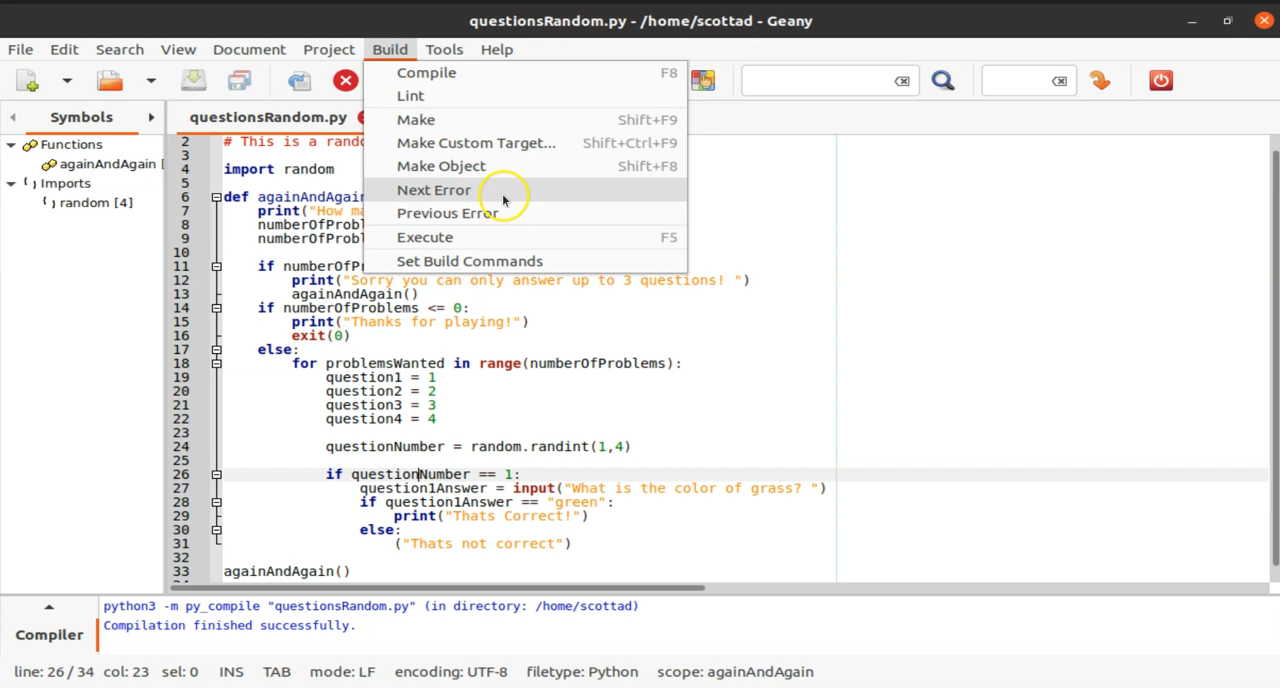 questionsRandom.py - /home/scottad - Geany
File Edit Search View Document Project Build Tools Help
Compile F8
Lint
Make Shift+F9
Make Custom Target... Shift+Ctrl+F9
Make Object Shift+F8
Next Error
Previous Error
Execute F5
Set Build Commands
Symbols
questionsRandom.py
Functions
againAndAgain [
Imports
random [4]
2 # This is a rand
3
4 import random
5
6 def againAndAgain
7 print("How ma
8 numberOfProbl
9 numberOfProbl
10
11 if numberOfP
12 print("Sorry you can only answer up to 3 questions! ")
13 againAndAgain()
14 if numberOfProblems <= 0:
15 print("Thanks for playing!")
16 exit(0)
17 else:
18 for problemsWanted in range(numberOfProblems):
19 question1 = 1
20 question2 = 2
21 question3 = 3
22 question4 = 4
23
24 questionNumber = random.randint(1,4)
25
26 if questionNumber == 1:
27 question1Answer = input("What is the color of grass? ")
28 if question1Answer == "green":
29 print("Thats Correct!")
30 else:
31 ("Thats not correct")
32
33 againAndAgain()
Compiler
python3 -m py_compile "questionsRandom.py" (in directory: /home/scottad)
Compilation finished successfully.
line: 26 / 34 col: 23 sel: 0 INS TAB mode: LF encoding: UTF-8 filetype: Python scope: againAndAgain